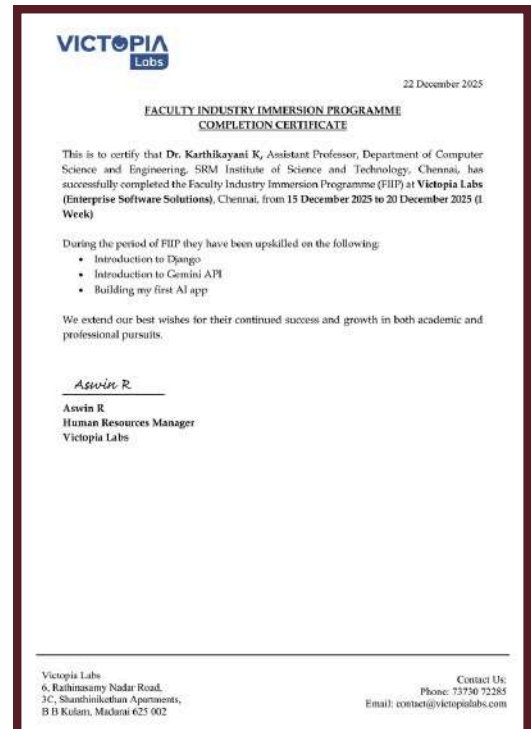 VICTOPIA
Labs
22 December 2025
FACULTY INDUSTRY IMMERSION PROGRAMME
COMPLETION CERTIFICATE
This is to certify that Dr. Karthikayani K, Assistant Professor, Department of Computer
Science and Engineering, SRM Institute of Science and Technology, Chennai, has
successfully completed the Faculty Industry Immersion Programme (FIIP) at Victopia Labs
(Enterprise Software Solutions), Chennai, from 15 December 2025 to 20 December 2025 (1
Week)
During the period of FIIP they have been upskilled on the following:
• Introduction to Django
• Introduction to Gemini API
• Building my first AI app
We extend our best wishes for their continued success and growth in both academic and
professional pursuits.
Aswin R
Aswin R
Human Resources Manager
Victopia Labs
Victopia Labs
6, Rathinasamy Nadar Road,
3C, Shanthinikethan Apartments,
B B Kulam, Madurai 625 002
Contact Us:
Phone: 73730 72285
Email: contact@victopialabs.com